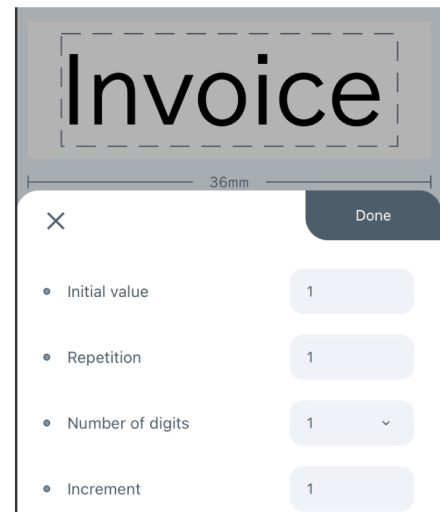 Invoice
36mm
Done
Initial value 1
Repetition 1
Number of digits 1
Increment 1